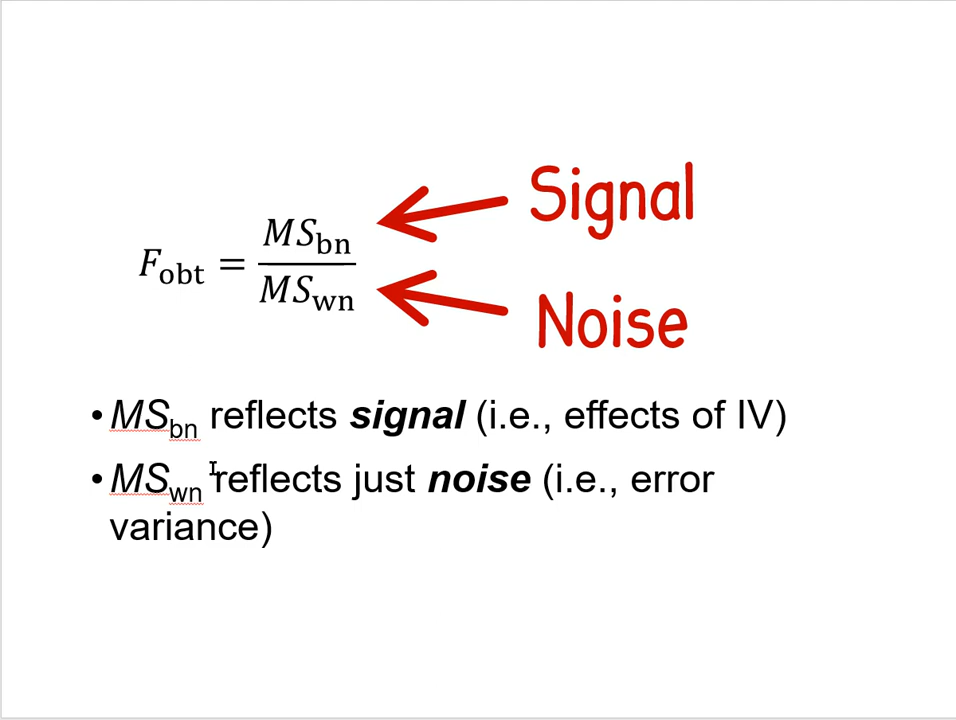 Signal
F_obt = MS_bn / MS_wn
Noise
• MS_bn reflects signal (i.e., effects of IV)
• MS_wn reflects just noise (i.e., error
variance)